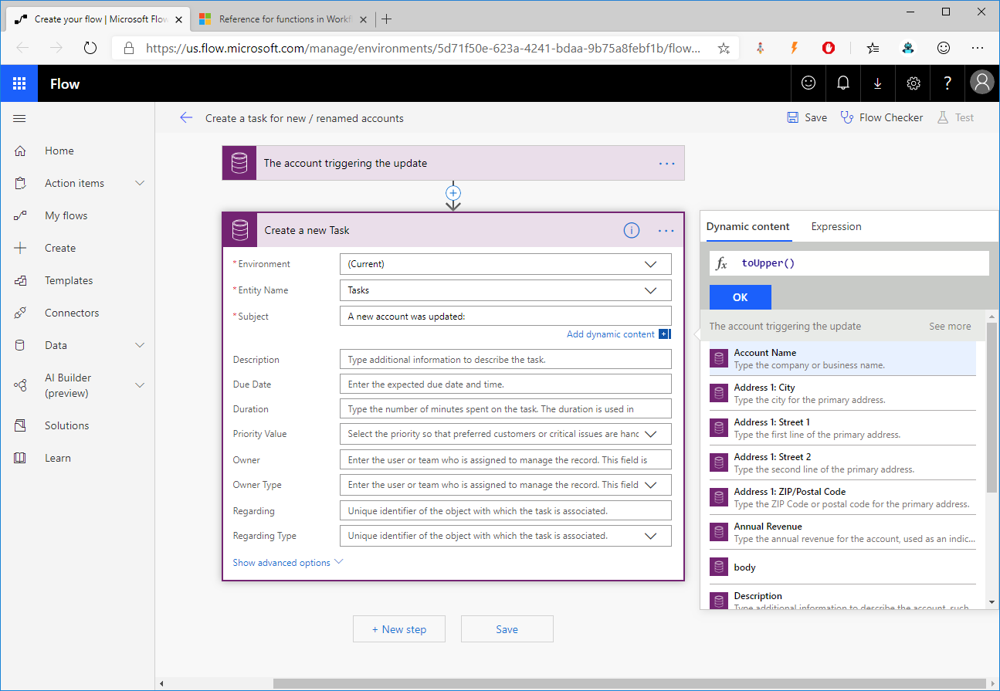 Create your flow | Microsoft Flow
Reference for functions in Workf
https://us.flow.microsoft.com/manage/environments/5d71f50e-623a-4241-bdaa-9b75a8febf1b/flow...
Flow
?
Create a task for new / renamed accounts
Save
Flow Checker
Test
Home
Action items
My flows
Create
Templates
Connectors
Data
AI Builder
(preview)
Solutions
Learn
The account triggering the update
Create a new Task
* Environment
(Current)
* Entity Name
Tasks
* Subject
A new account was updated:
Add dynamic content
Description
Type additional information to describe the task.
Due Date
Enter the expected due date and time.
Duration
Type the number of minutes spent on the task. The duration is used in
Priority Value
Select the priority so that preferred customers or critical issues are hand
Owner
Enter the user or team who is assigned to manage the record. This field is
Owner Type
Enter the user or team who is assigned to manage the record. This field
Regarding
Unique identifier of the object with which the task is associated.
Regarding Type
Unique identifier of the object with which the task is associated.
Show advanced options
+ New step
Save
Dynamic content
Expression
fx toUpper()
OK
The account triggering the update
See more
Account Name
Type the company or business name.
Address 1: City
Type the city for the primary address.
Address 1: Street 1
Type the first line of the primary address.
Address 1: Street 2
Type the second line of the primary address.
Address 1: ZIP/Postal Code
Type the ZIP Code or postal code for the primary address.
Annual Revenue
Type the annual revenue for the account, used as an indic...
body
Description
Type additional information to describe the account, such